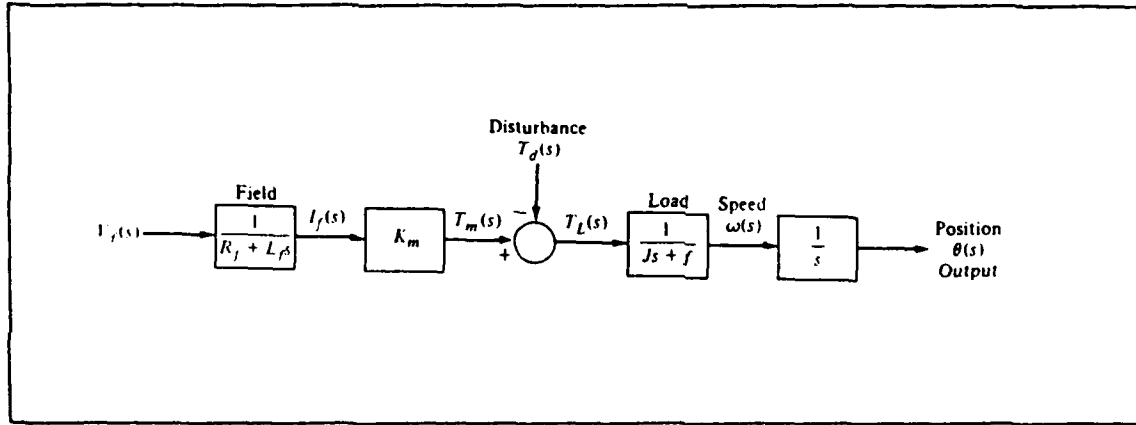 Disturbance
T_d(s)
Field
Load
Speed
ω(s)
I_f(s)
T_m(s)
T_L(s)
−
+
1
R_f + L_f s
K_m
1
Js + f
1
s
Position
θ(s)
Output